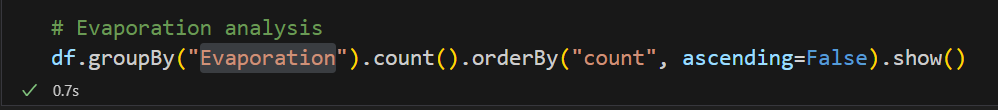 # Evaporation analysis
df.groupBy("Evaporation").count().orderBy("count", ascending=False).show()
0.7s